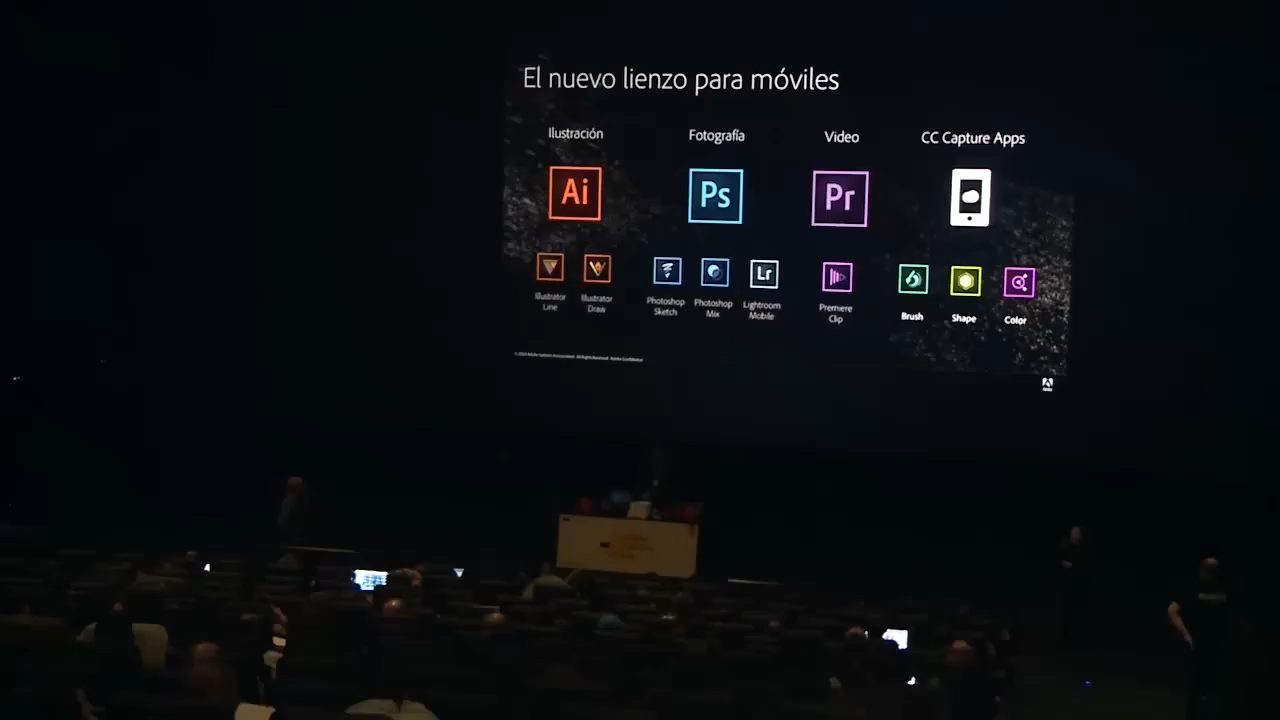 El nuevo lienzo para móviles
Ilustración
Fotografía
Video
CC Capture Apps
Ai
Ps
Pr
Lr
Illustrator
Line
Illustrator
Draw
Photoshop
Sketch
Photoshop
Mix
Lightroom
Mobile
Premiere
Clip
Brush
Shape
Color